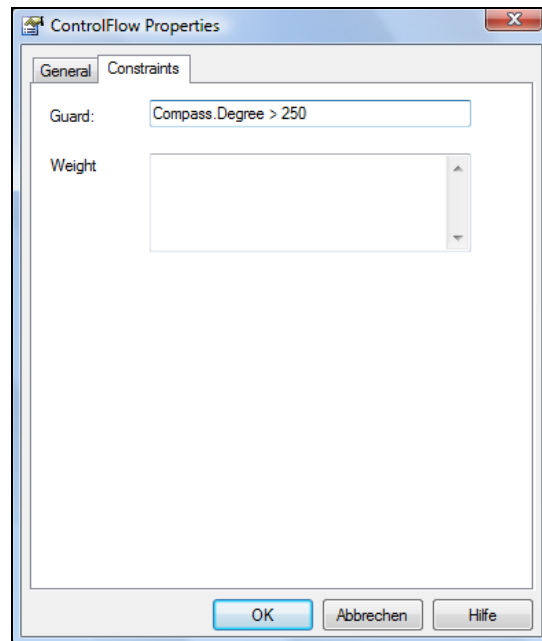 ControlFlow Properties
General Constraints
Guard: Compass.Degree > 250
Weight
OK Abbrechen Hilfe